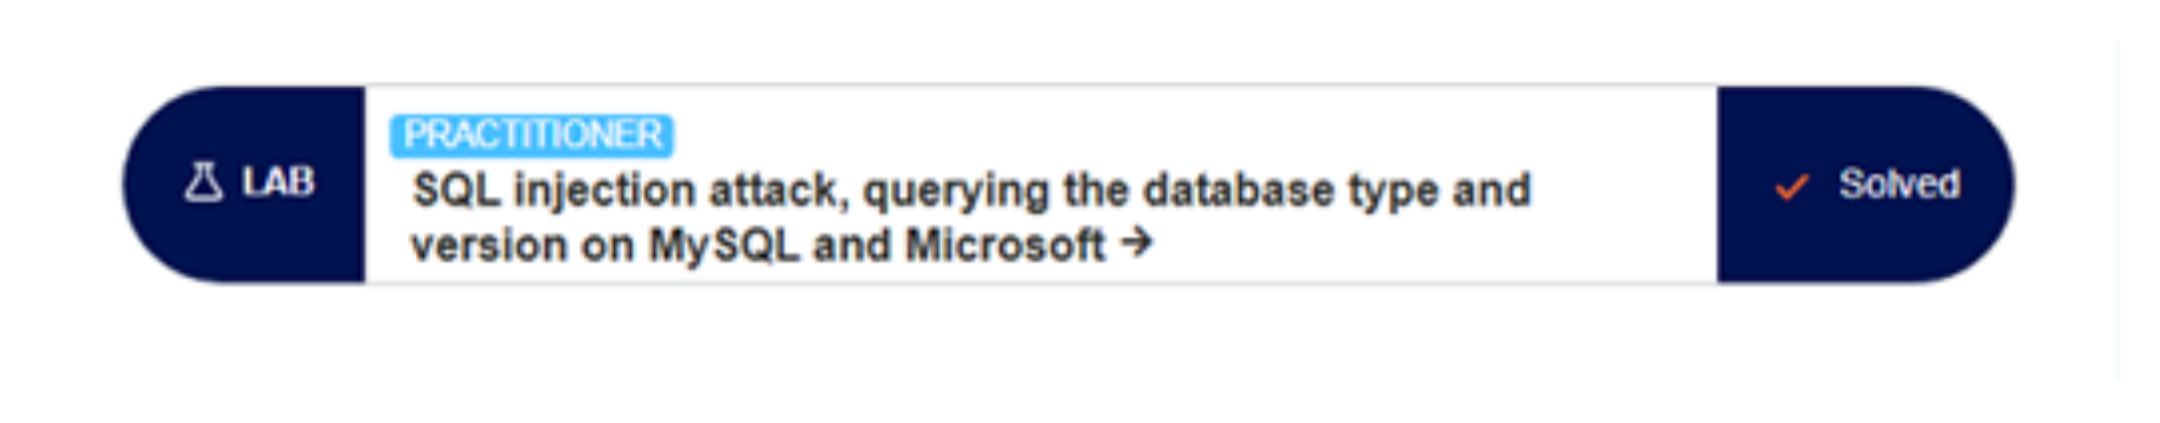 PRACTITIONER
LAB
SQL injection attack, querying the database type and
version on MySQL and Microsoft →
Solved